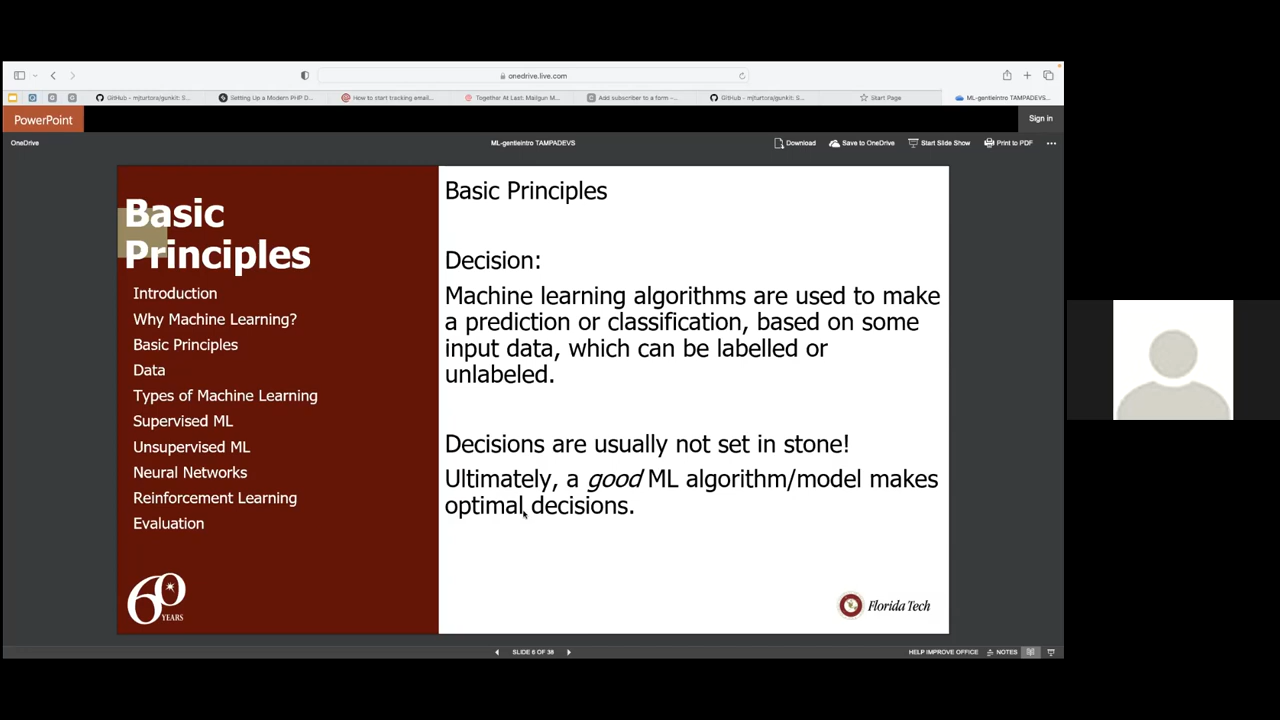 onedrive.live.com
GitHub - mjturtora/gunkit: S...
Setting Up a Modern PHP D...
How to start tracking email...
Together At Last: Mailgun M...
Add subscriber to a form –...
GitHub - mjturtora/gunkit: S...
Start Page
ML-gentleintro TAMPADEVS...
PowerPoint
Sign in
OneDrive
ML-gentleintro TAMPADEVS
Download
Save to OneDrive
Start Slide Show
Print to PDF
Basic
Principles
Introduction
Why Machine Learning?
Basic Principles
Data
Types of Machine Learning
Supervised ML
Unsupervised ML
Neural Networks
Reinforcement Learning
Evaluation
60
YEARS
Basic Principles
Decision:
Machine learning algorithms are used to make
a prediction or classification, based on some
input data, which can be labelled or
unlabeled.
Decisions are usually not set in stone!
Ultimately, a good ML algorithm/model makes
optimal decisions.
Florida Tech
SLIDE 6 OF 38
HELP IMPROVE OFFICE
NOTES